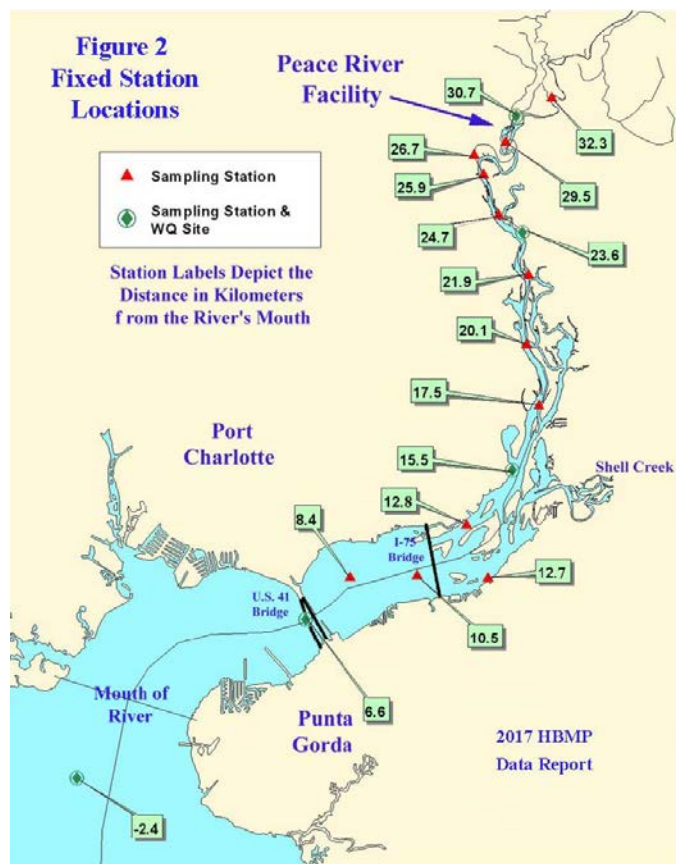 Figure 2
Fixed Station
Locations
Peace River
Facility
30.7
32.3
26.7
29.5
25.9
Sampling Station
Sampling Station &
WQ Site
24.7
23.6
Station Labels Depict the
Distance in Kilometers
f rom the River's Mouth
21.9
20.1
17.5
Port
Charlotte
15.5
Shell Creek
12.8
8.4
I-75
Bridge
12.7
U.S. 41
Bridge
10.5
6.6
Mouth of
River
Punta
Gorda
2017 HBMP
Data Report
-2.4